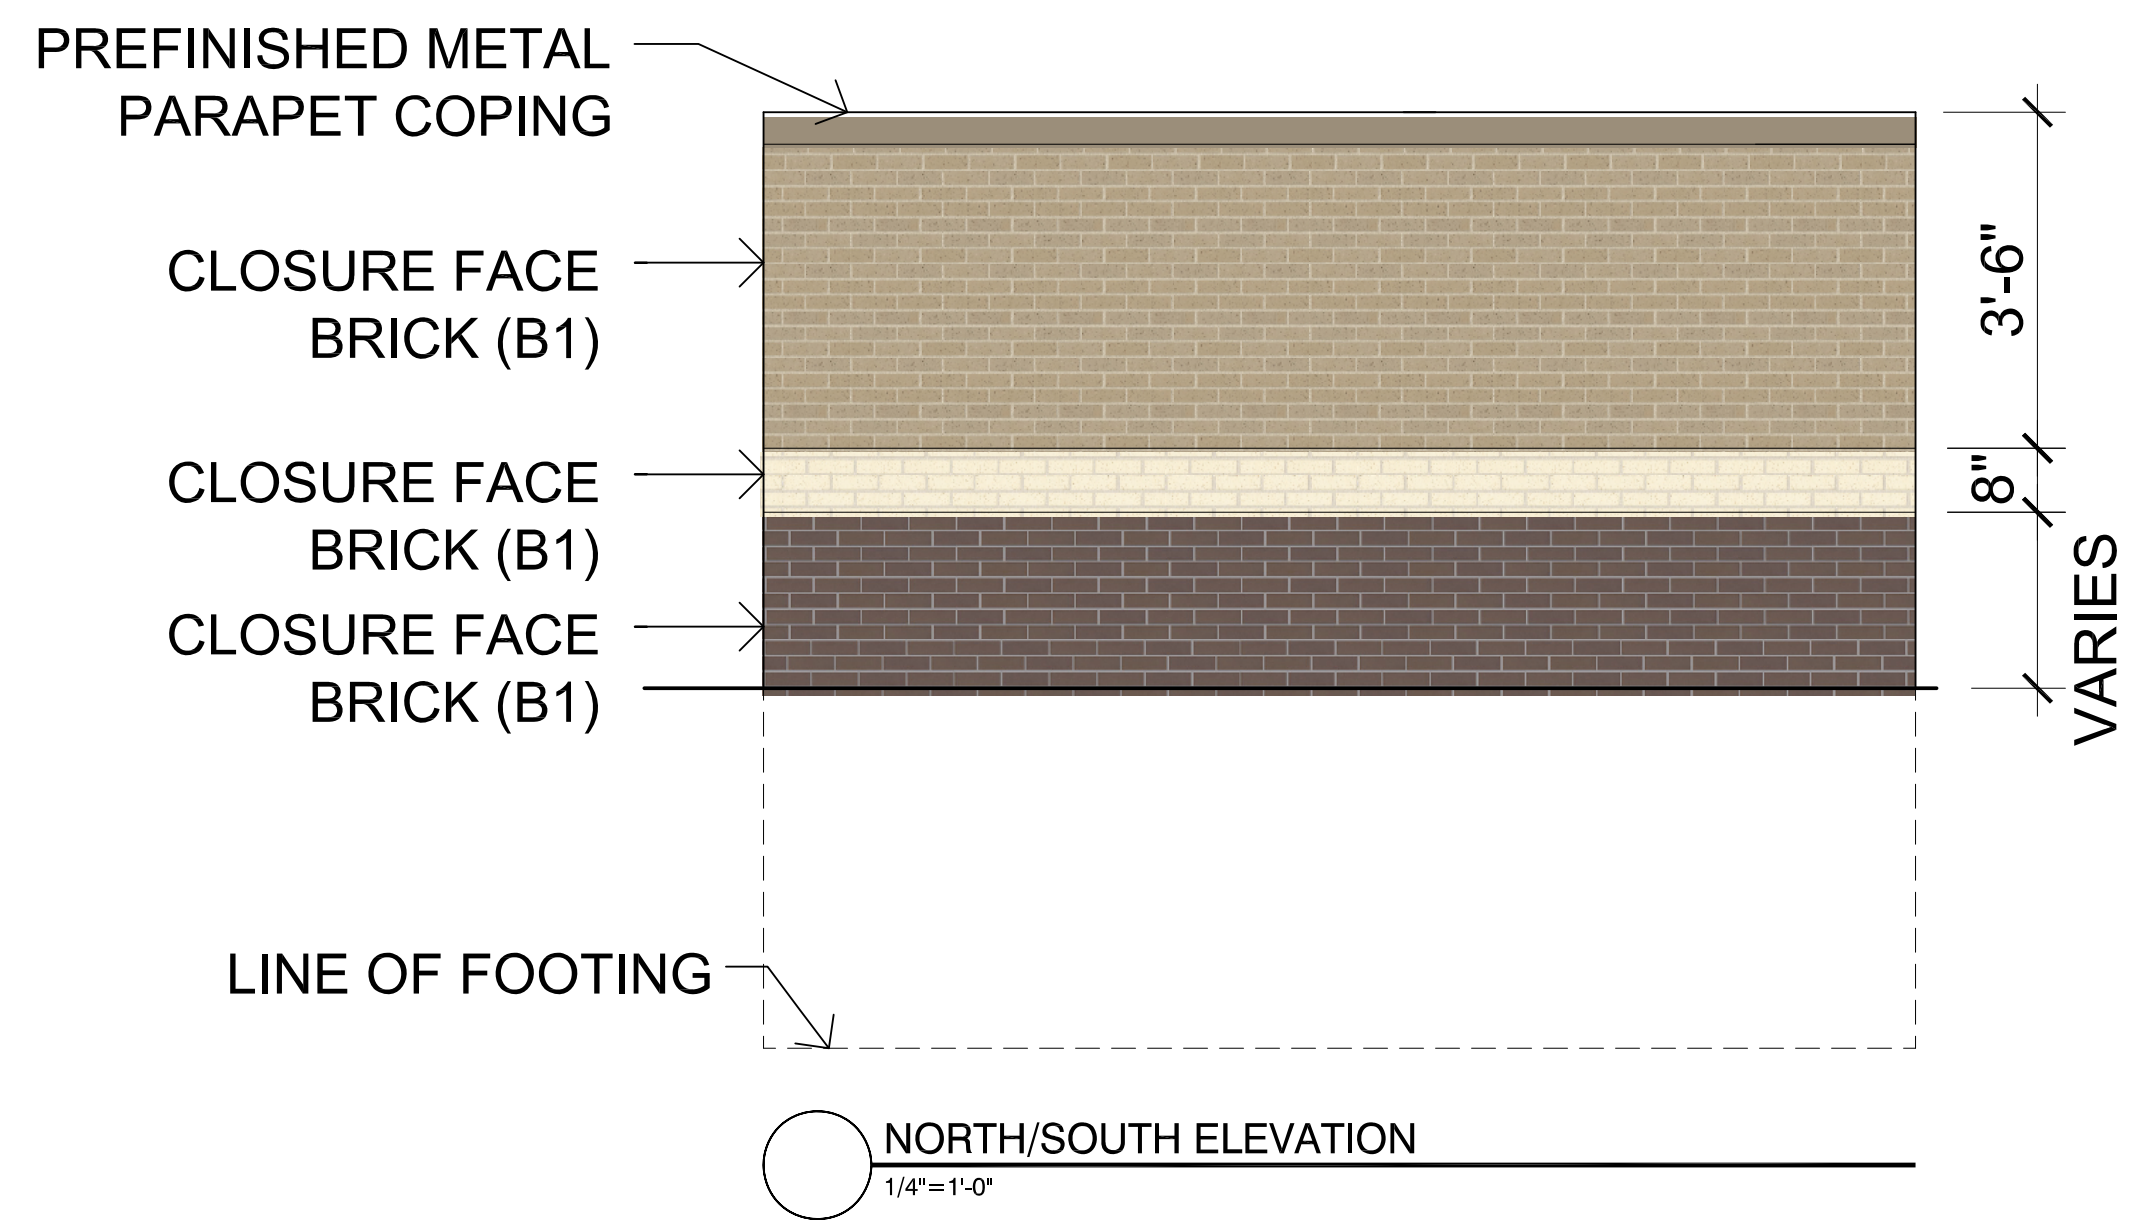 PREFINISHED METAL
PARAPET COPING
CLOSURE FACE
BRICK (B1)
3'-6"
CLOSURE FACE
BRICK (B1)
8"
CLOSURE FACE
BRICK (B1)
VARIES
LINE OF FOOTING
NORTH/SOUTH ELEVATION
1/4"=1'-0"